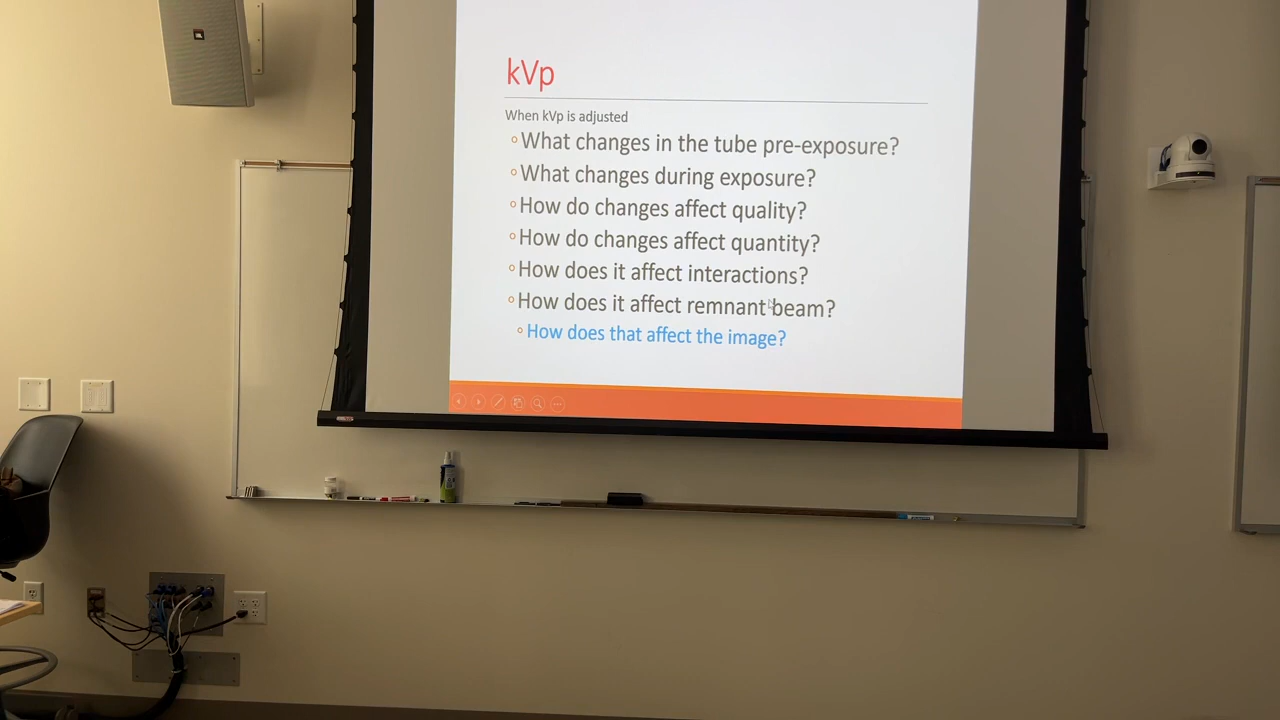 kVp
When kVp is adjusted
What changes in the tube pre-exposure?
What changes during exposure?
How do changes affect quality?
How do changes affect quantity?
How does it affect interactions?
How does it affect remnant beam?
How does that affect the image?